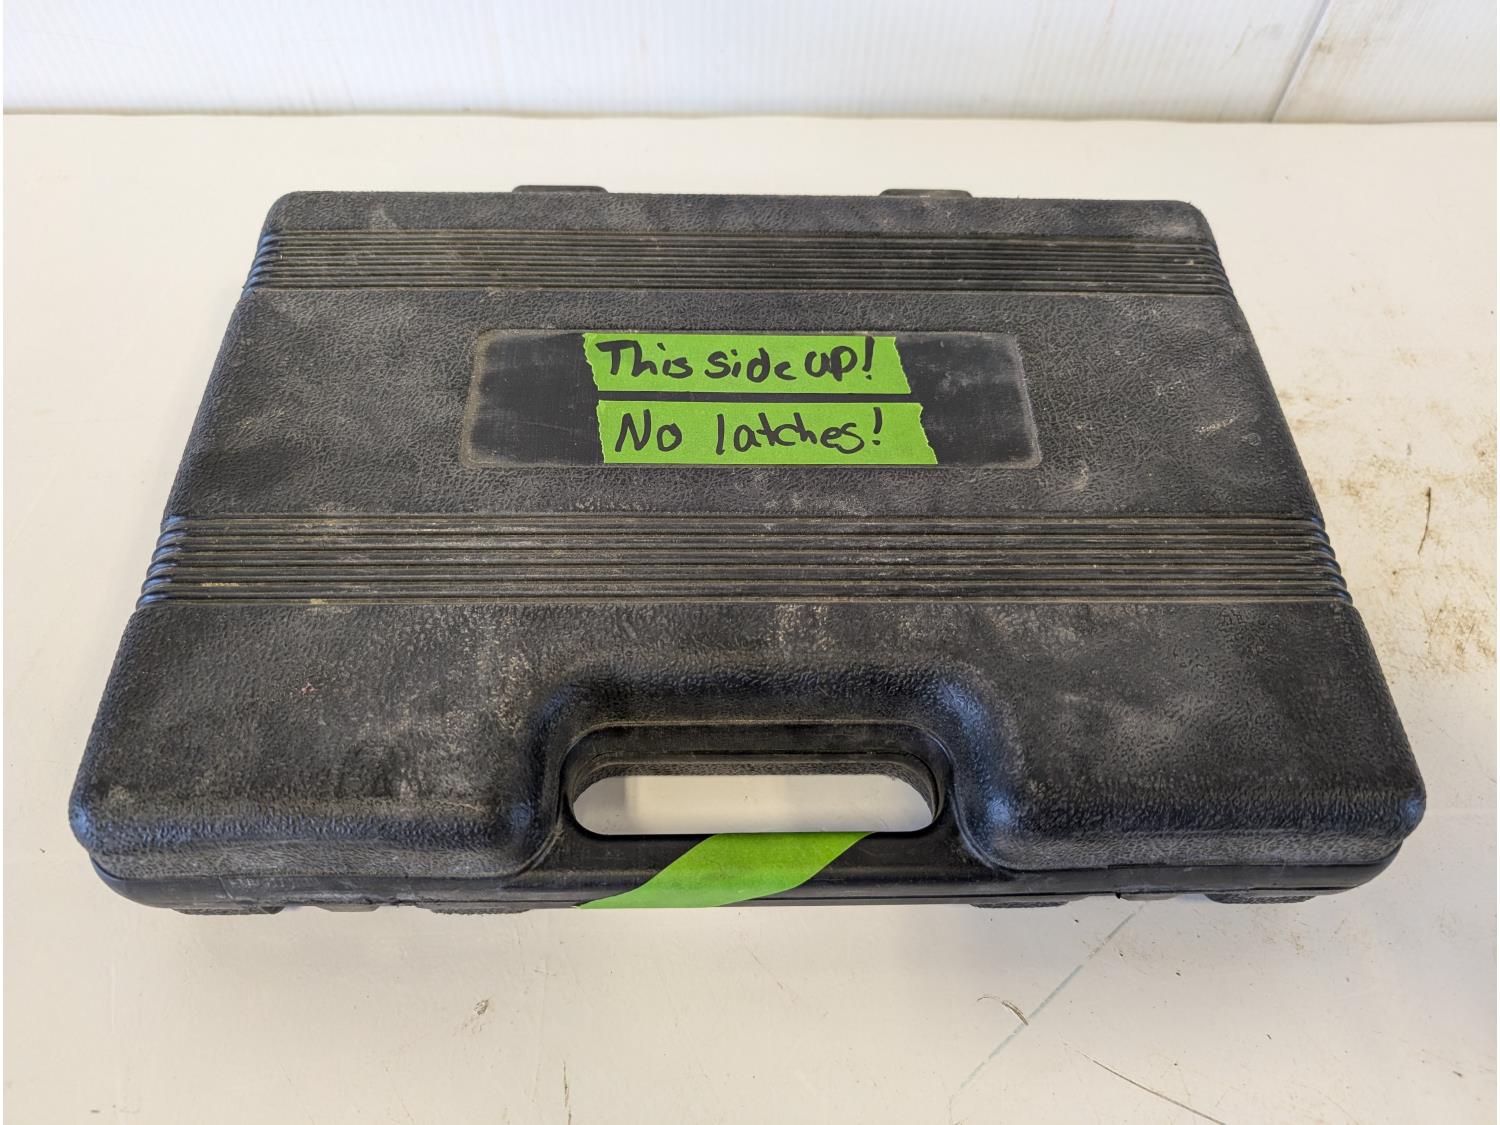 This side up!
No latches!